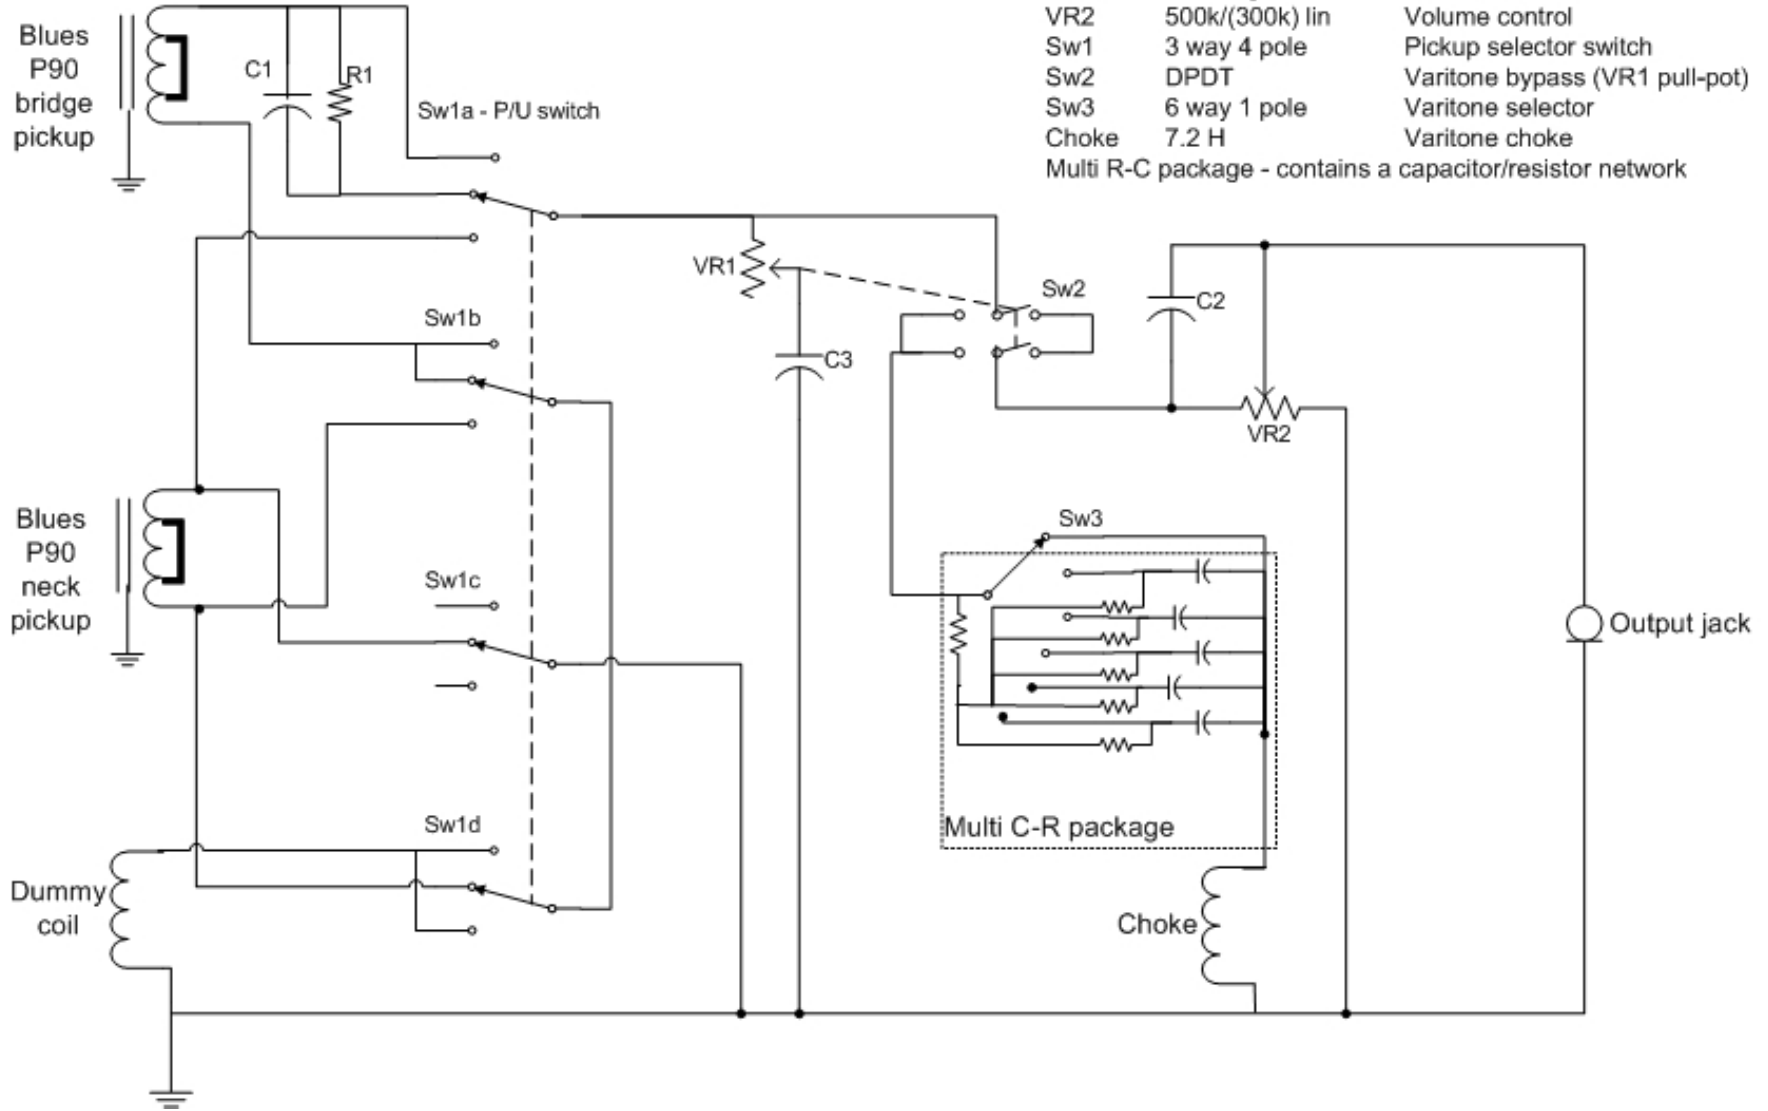 VR2 500k/(300k) lin Volume control
Sw1 3 way 4 pole Pickup selector switch
Sw2 DPDT Varitone bypass (VR1 pull-pot)
Sw3 6 way 1 pole Varitone selector
Choke 7.2 H Varitone choke
Multi R-C package - contains a capacitor/resistor network
Blues
P90
bridge
pickup
C1
R1
Sw1a - P/U switch
VR1
Sw2
C2
Sw1b
C3
VR2
Blues
P90
neck
pickup
Sw3
Sw1c
Output jack
Sw1d
Multi C-R package
Dummy
coil
Choke